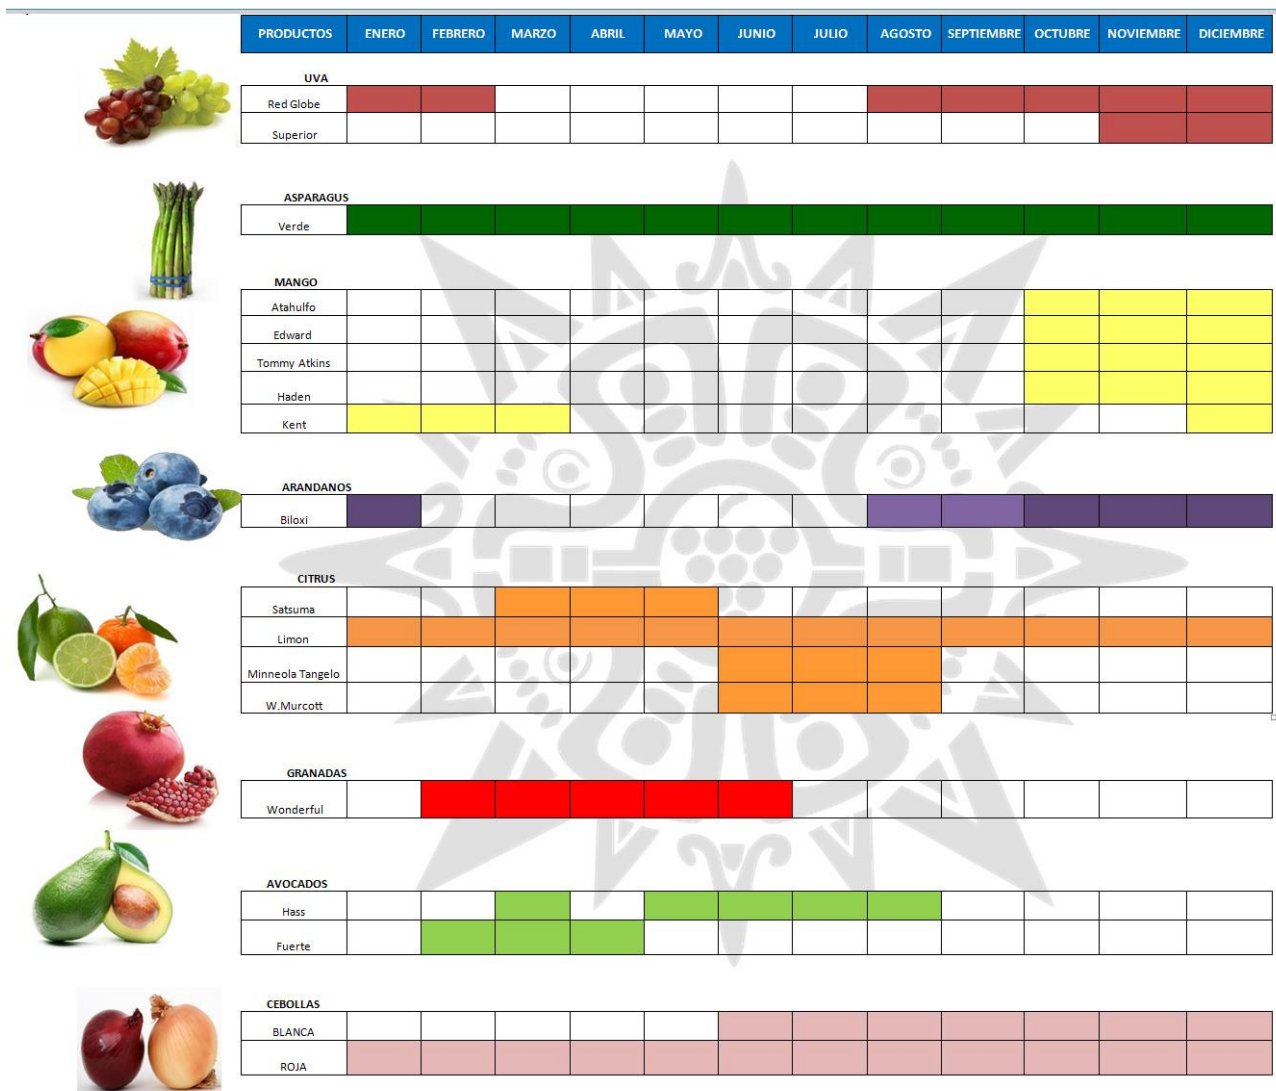 PRODUCTOS ENERO FEBRERO MARZO ABRIL MAYO JUNIO JULIO AGOSTO SEPTIEMBRE OCTUBRE NOVIEMBRE DICIEMBRE
UVA
Red Globe
Superior
ASPARAGUS
Verde
MANGO
Atahulfo
Edward
Tommy Atkins
Haden
Kent
ARANDANOS
Biloxi
CITRUS
Satsuma
Limon
Minneola Tangelo
W.Murcott
GRANADAS
Wonderful
AVOCADOS
Hass
Fuerte
CEBOLLAS
BLANCA
ROJA